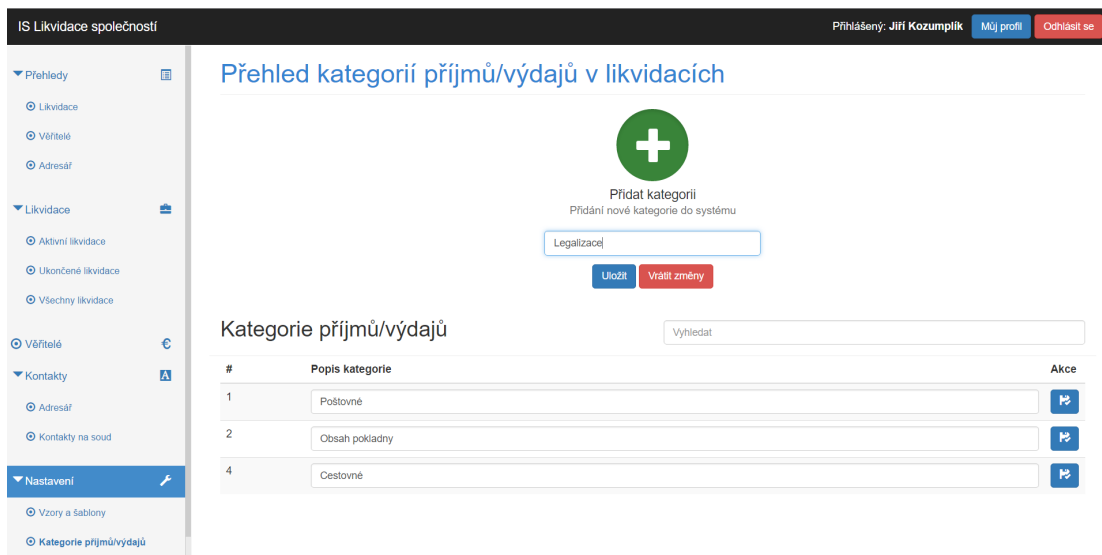 IS Likvidace společností
Přihlášený: Jiří Kozumplík Můj profil Odhlásit se
Přehledy
Likvidace
Věřitelé
Adresář
Likvidace
Aktivní likvidace
Ukončené likvidace
Všechny likvidace
Věřitelé €
Kontakty A
Adresář
Kontakty na soud
Nastavení
Vzory a šablony
Kategorie příjmů/výdajů
Přehled kategorií příjmů/výdajů v likvidacích
Přidat kategorii
Přidání nové kategorie do systému
Legalizace
Uložit Vrátit změny
Kategorie příjmů/výdajů Vyhledat
# Popis kategorie Akce
1 Poštovné
2 Obsah pokladny
4 Cestovné